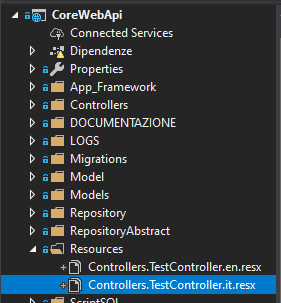 CoreWebApi
Connected Services
Dipendenze
Properties
App_Framework
Controllers
DOCUMENTAZIONE
LOGS
Migrations
Model
Models
Repository
RepositoryAbstract
Resources
Controllers.TestController.en.resx
Controllers.TestController.it.resx
ScriptSQL